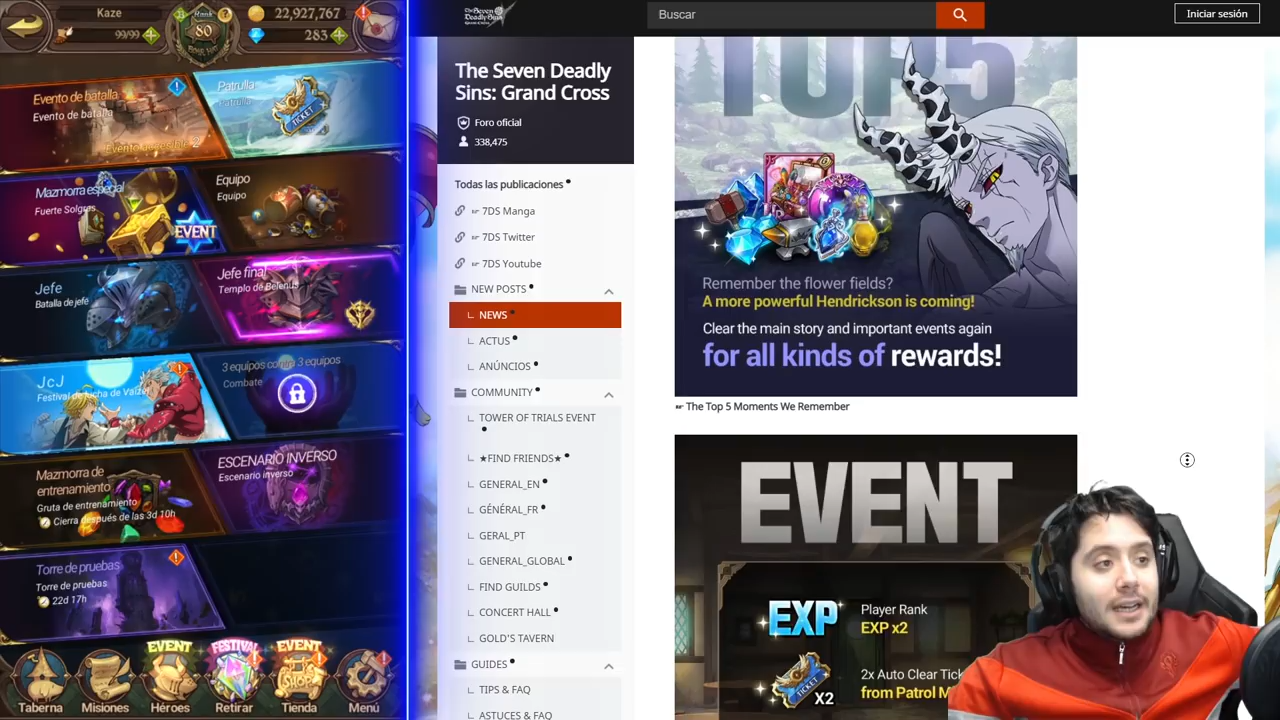 Kaze
99/99
Rank
80
22,927,767
283
Evento de batalla
Evento de batalla
Patrulla
Patrulla
TICKET
Mazmorra especial
Fuerte Solgres
EVENT
Equipo
Equipo
Jefe
Batalla de jefe
Jefe final
Templo de Belenus
JcJ
Festival de lucha de Vaizel
3 equipos contra 3 equipos
Combate
Mazmorra de
entrenamiento
Gruta de entrenamiento
Cierra después de las 3d 10h
ESCENARIO INVERSO
Escenario inverso
Torre de pruebas
Torre de pruebas
22d 17h
EVENT
FESTIVAL
EVENT
SHOP
Taberna
Misiones
Héroes
Retirar
Tienda
Menú
The Seven
Deadly Sins
Buscar
Iniciar sesión
The Seven Deadly
Sins: Grand Cross
Foro oficial
338,475
Todas las publicaciones
7DS Manga
7DS Twitter
7DS Youtube
NEW POSTS
NEWS
ACTUS
ANÚNCIOS
COMMUNITY
TOWER OF TRIALS EVENT
★FIND FRIENDS★
GENERAL_EN
GÉNÉRAL_FR
GERAL_PT
GENERAL_GLOBAL
FIND GUILDS
CONCERT HALL
GOLD'S TAVERN
GUIDES
TIPS & FAQ
ASTUCES & FAQ
TOP5
Remember the flower fields?
A more powerful Hendrickson is coming!
Clear the main story and important events again
for all kinds of rewards!
The Top 5 Moments We Remember
EVENT
EXP
Player Rank
EXP x2
TICKET
X2
2x Auto Clear Tick
from Patrol M